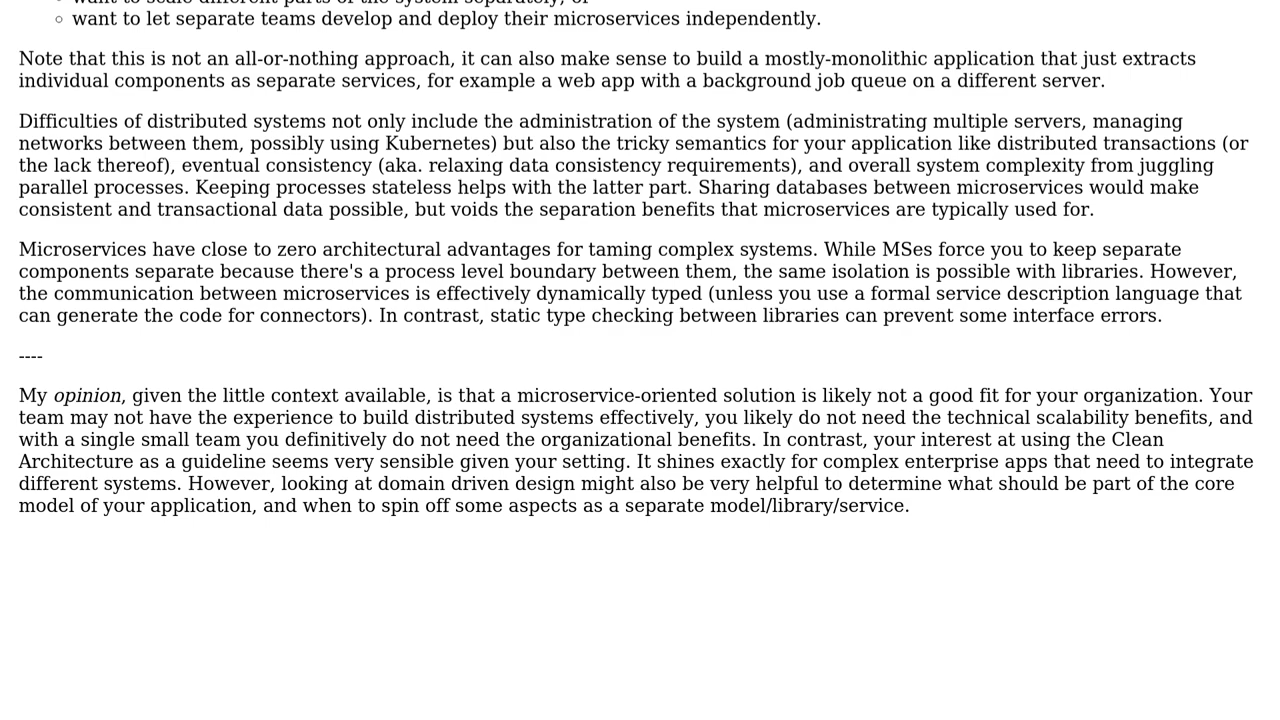 want to scale different parts of the system separately, or
want to let separate teams develop and deploy their microservices independently.
Note that this is not an all-or-nothing approach, it can also make sense to build a mostly-monolithic application that just extracts
individual components as separate services, for example a web app with a background job queue on a different server.
Difficulties of distributed systems not only include the administration of the system (administrating multiple servers, managing
networks between them, possibly using Kubernetes) but also the tricky semantics for your application like distributed transactions (or
the lack thereof), eventual consistency (aka. relaxing data consistency requirements), and overall system complexity from juggling
parallel processes. Keeping processes stateless helps with the latter part. Sharing databases between microservices would make
consistent and transactional data possible, but voids the separation benefits that microservices are typically used for.
Microservices have close to zero architectural advantages for taming complex systems. While MSes force you to keep separate
components separate because there's a process level boundary between them, the same isolation is possible with libraries. However,
the communication between microservices is effectively dynamically typed (unless you use a formal service description language that
can generate the code for connectors). In contrast, static type checking between libraries can prevent some interface errors.
----
My opinion, given the little context available, is that a microservice-oriented solution is likely not a good fit for your organization. Your
team may not have the experience to build distributed systems effectively, you likely do not need the technical scalability benefits, and
with a single small team you definitively do not need the organizational benefits. In contrast, your interest at using the Clean
Architecture as a guideline seems very sensible given your setting. It shines exactly for complex enterprise apps that need to integrate
different systems. However, looking at domain driven design might also be very helpful to determine what should be part of the core
model of your application, and when to spin off some aspects as a separate model/library/service.